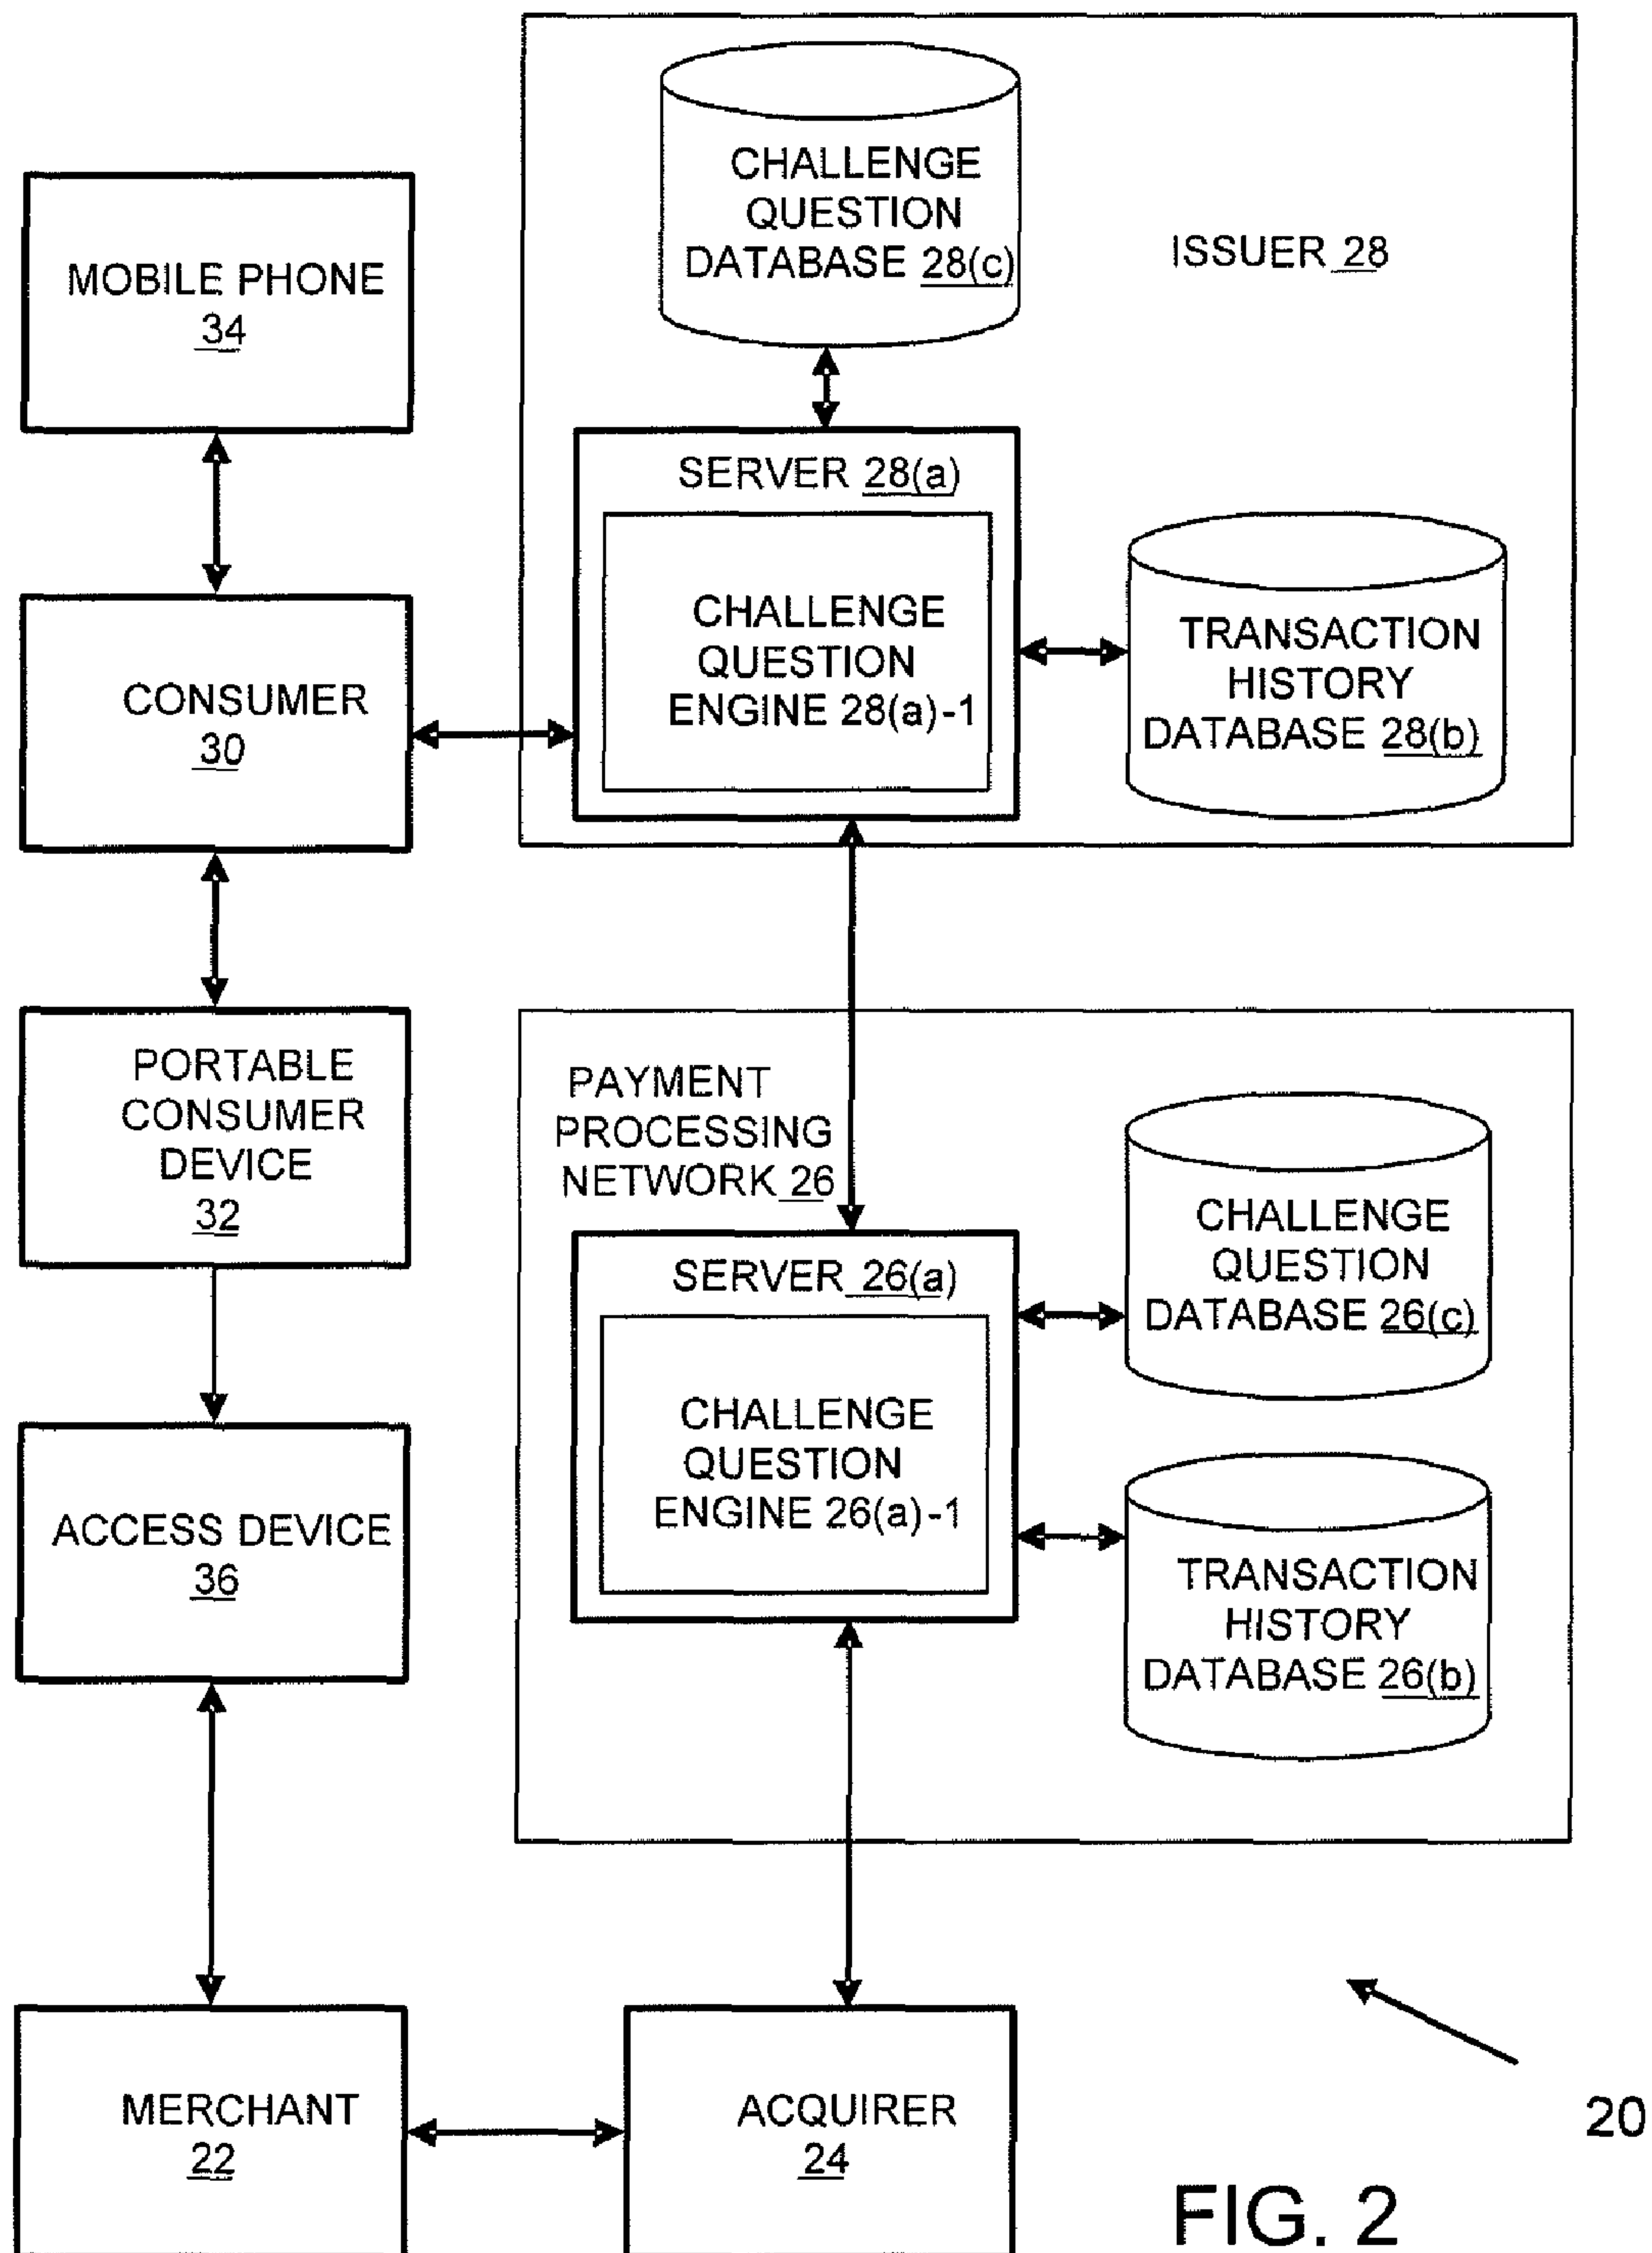 CHALLENGE
QUESTION
DATABASE 28(c)
ISSUER 28
MOBILE PHONE
34
SERVER 28(a)
CHALLENGE
QUESTION
ENGINE 28(a)-1
TRANSACTION
HISTORY
DATABASE 28(b)
CONSUMER
30
PORTABLE
CONSUMER
DEVICE
32
PAYMENT
PROCESSING
NETWORK 26
SERVER 26(a)
CHALLENGE
QUESTION
ENGINE 26(a)-1
CHALLENGE
QUESTION
DATABASE 26(c)
TRANSACTION
HISTORY
DATABASE 26(b)
ACCESS DEVICE
36
MERCHANT
22
ACQUIRER
24
20
FIG. 2